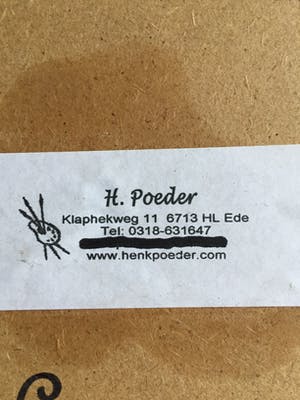 H. Poeder
Klaphekweg 11 6713 HL Ede
Tel: 0318-631647
www.henkpoeder.com